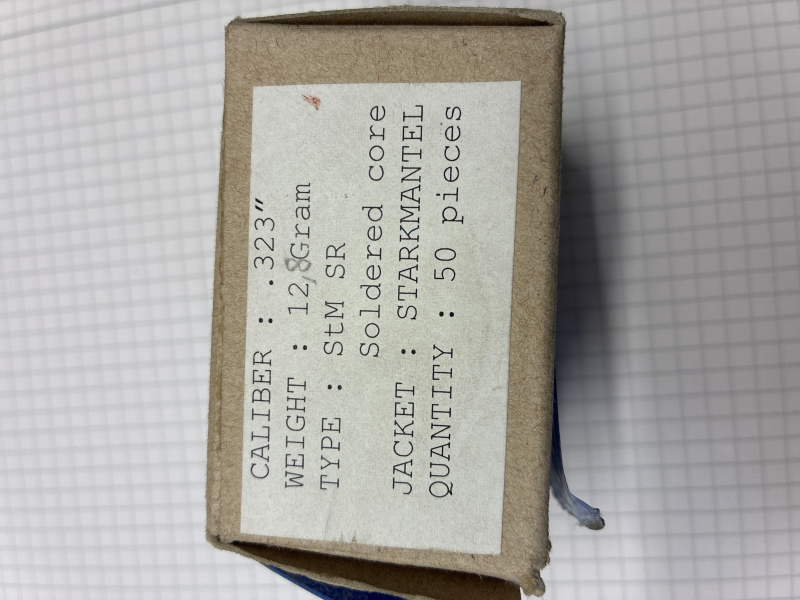 CALIBER : .323"
WEIGHT : 12,8Gram
TYPE : StM SR
Soldered core
JACKET : STARKMANTEL
QUANTITY : 50 pieces